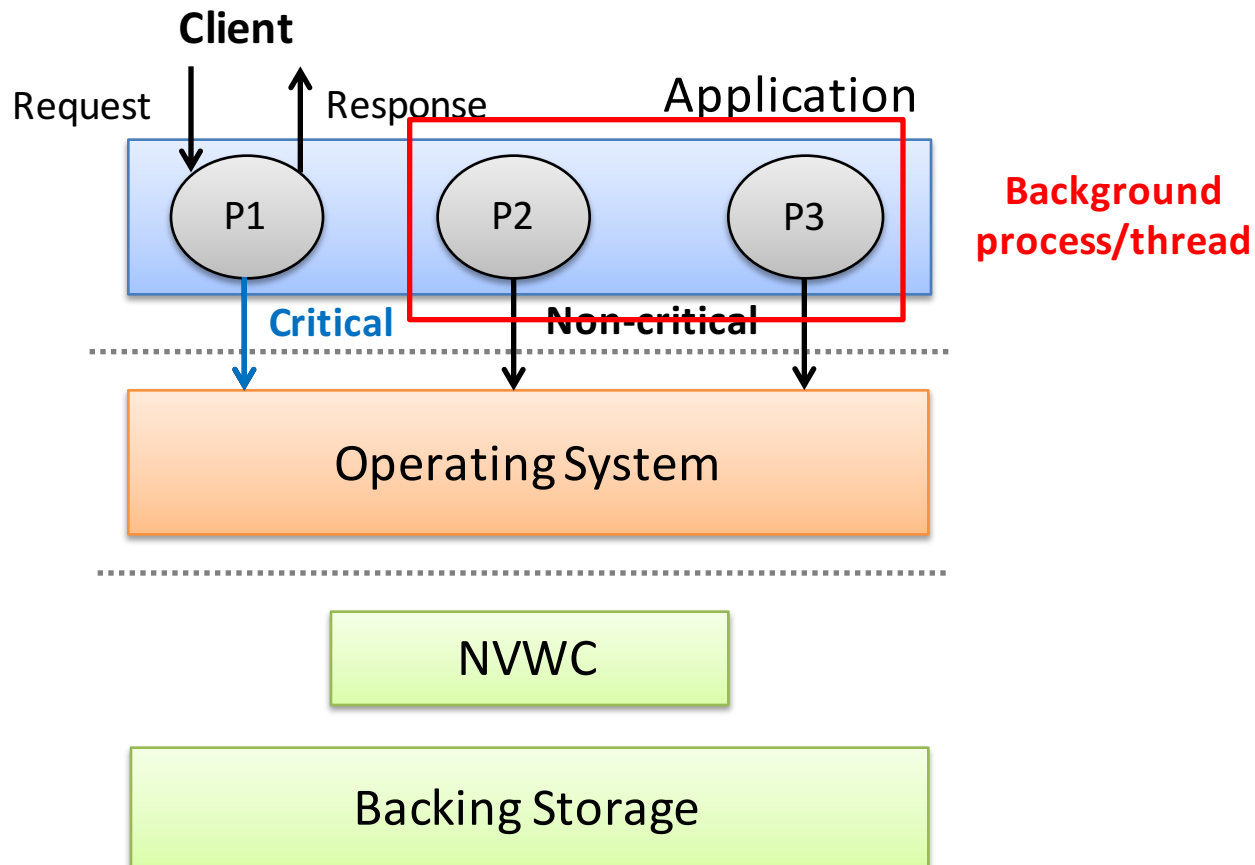 Client
Request
Response
Application
P1
P2
P3
Background
process/thread
Critical
Non-critical
Operating System
NVWC
Backing Storage